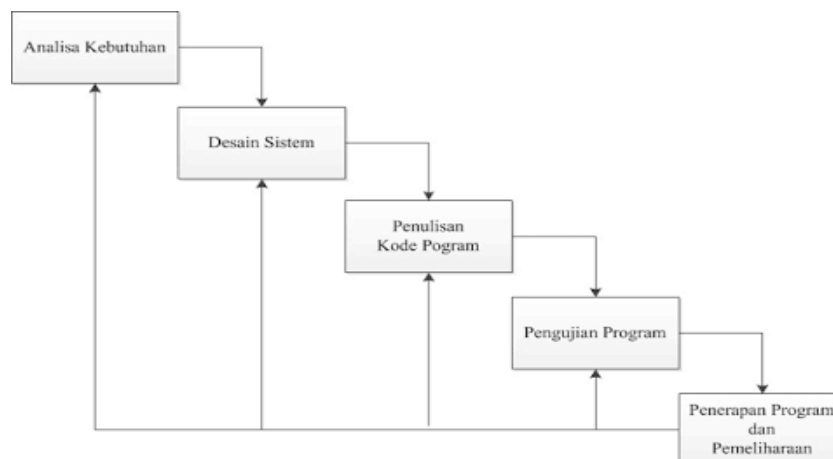 Analisa Kebutuhan
Desain Sistem
Penulisan
Kode Pogram
Pengujian Program
Penerapan Program
dan
Pemeliharaan